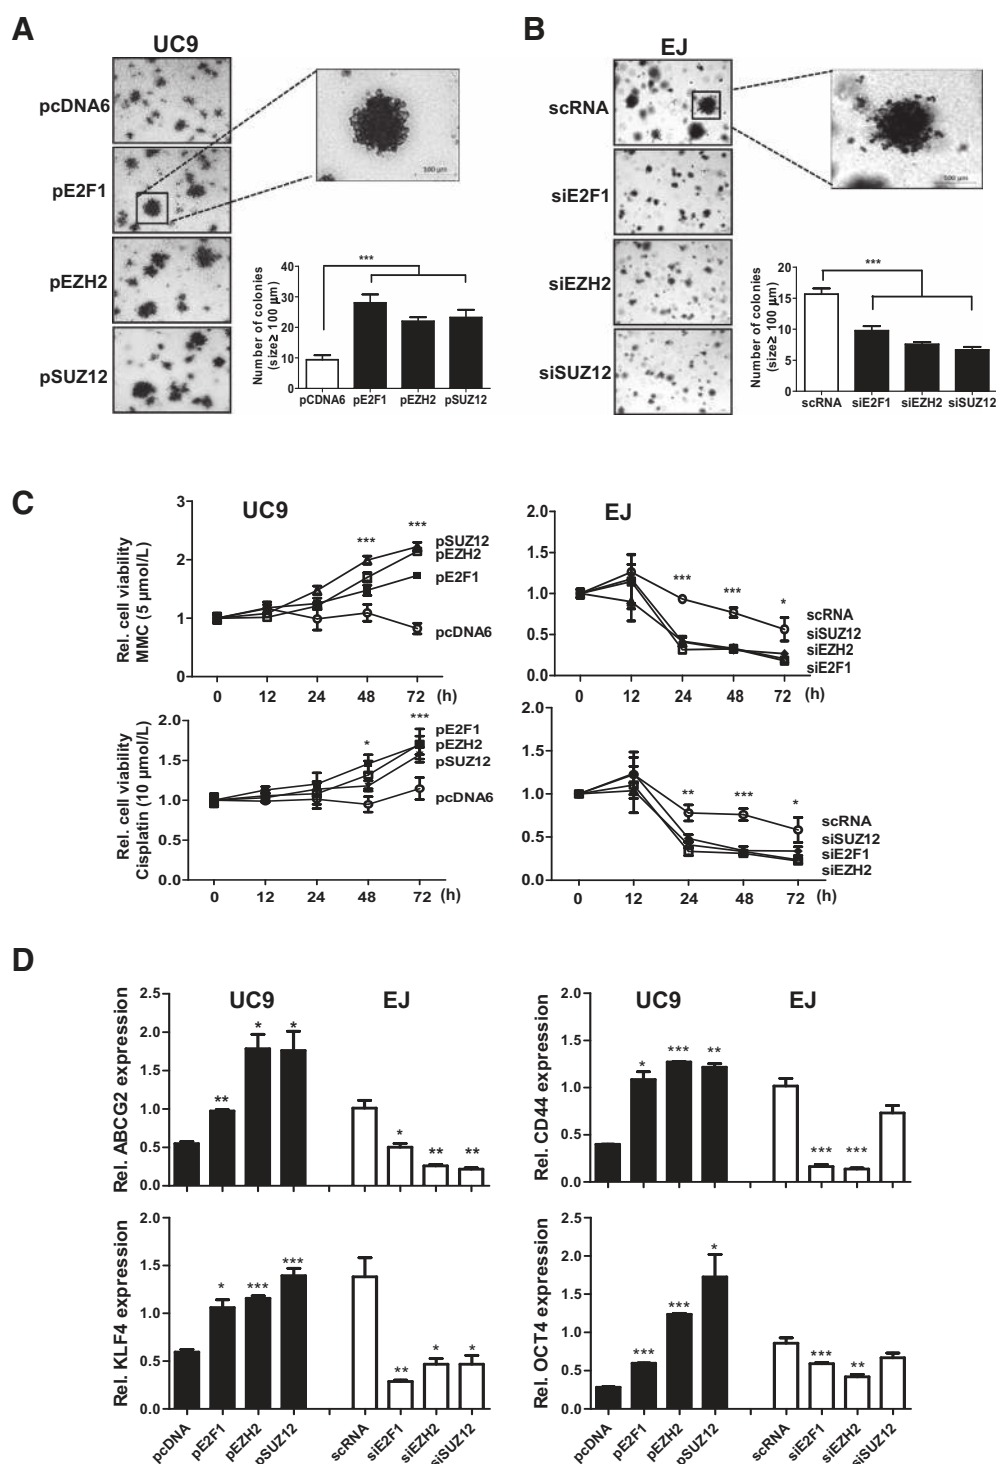 A
UC9
pcDNA6
pE2F1
pEZH2
pSUZ12
100 µm
Number of colonies
(size≥ 100 µm)
40
30
20
10
0
***
pCDNA6 pE2F1 pEZH2 pSUZ12
B
EJ
scRNA
siE2F1
siEZH2
siSUZ12
100 µm
Number of colonies
(size≥ 100 µm)
20
15
10
5
0
***
scRNA siE2F1 siEZH2 siSUZ12
C
UC9
Rel. cell viability
MMC (5 µmol/L)
3
2
1
0
*** ***
pSUZ12
pEZH2
pE2F1
pcDNA6
0 12 24 48 72 (h)
EJ
2.0
1.5
1.0
0.5
0.0
*** *** *
scRNA
siSUZ12
siEZH2
siE2F1
0 12 24 48 72 (h)
Rel. cell viability
Cisplatin (10 µmol/L)
2.0
1.5
1.0
0.5
0.0
* ***
pE2F1
pEZH2
pSUZ12
pcDNA6
0 12 24 48 72 (h)
2.0
1.5
1.0
0.5
0.0
** *** *
scRNA
siSUZ12
siE2F1
siEZH2
0 12 24 48 72 (h)
D
UC9 EJ
Rel. ABCG2 expression
2.5
2.0
1.5
1.0
0.5
0.0
** * * * ** **
UC9 EJ
Rel. CD44 expression
2.0
1.5
1.0
0.5
0.0
* *** ** *** ***
Rel. KLF4 expression
2.0
1.5
1.0
0.5
0.0
* *** *** ** * *
pcDNA pE2F1 pEZH2 pSUZ12 scRNA siE2F1 siEZH2 siSUZ12
Rel. OCT4 expression
2.5
2.0
1.5
1.0
0.5
0.0
*** *** * *** **
pcDNA pE2F1 pEZH2 pSUZ12 scRNA siE2F1 siEZH2 siSUZ12